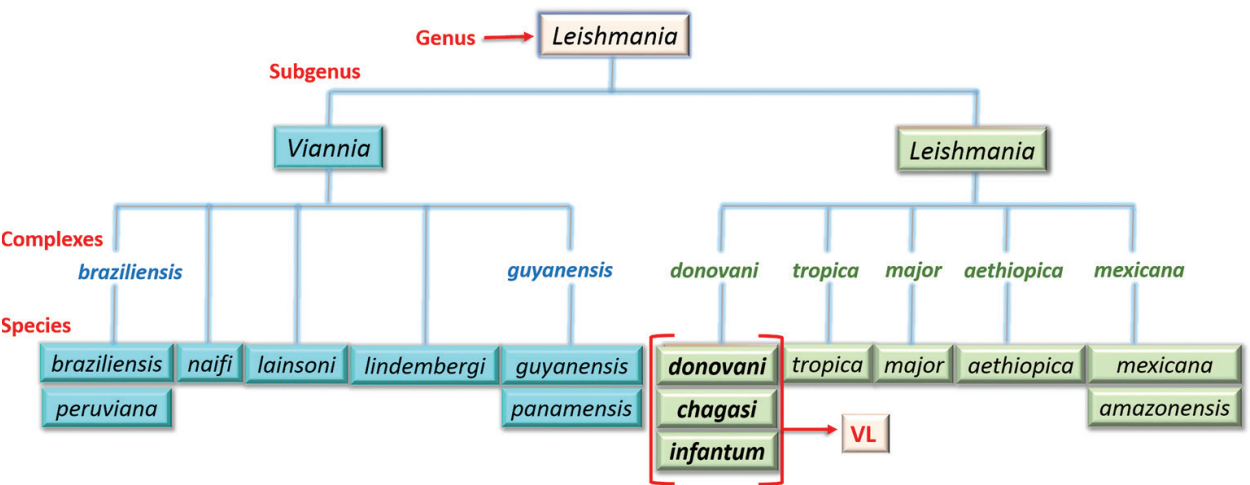 Genus
Leishmania
Subgenus
Viannia
Leishmania
Complexes
braziliensis guyanensis donovani tropica major aethiopica mexicana
Species
braziliensis naifi lainsoni lindembergi guyanensis donovani tropica major aethiopica mexicana
peruviana panamensis chagasi amazonensis
VL
infantum